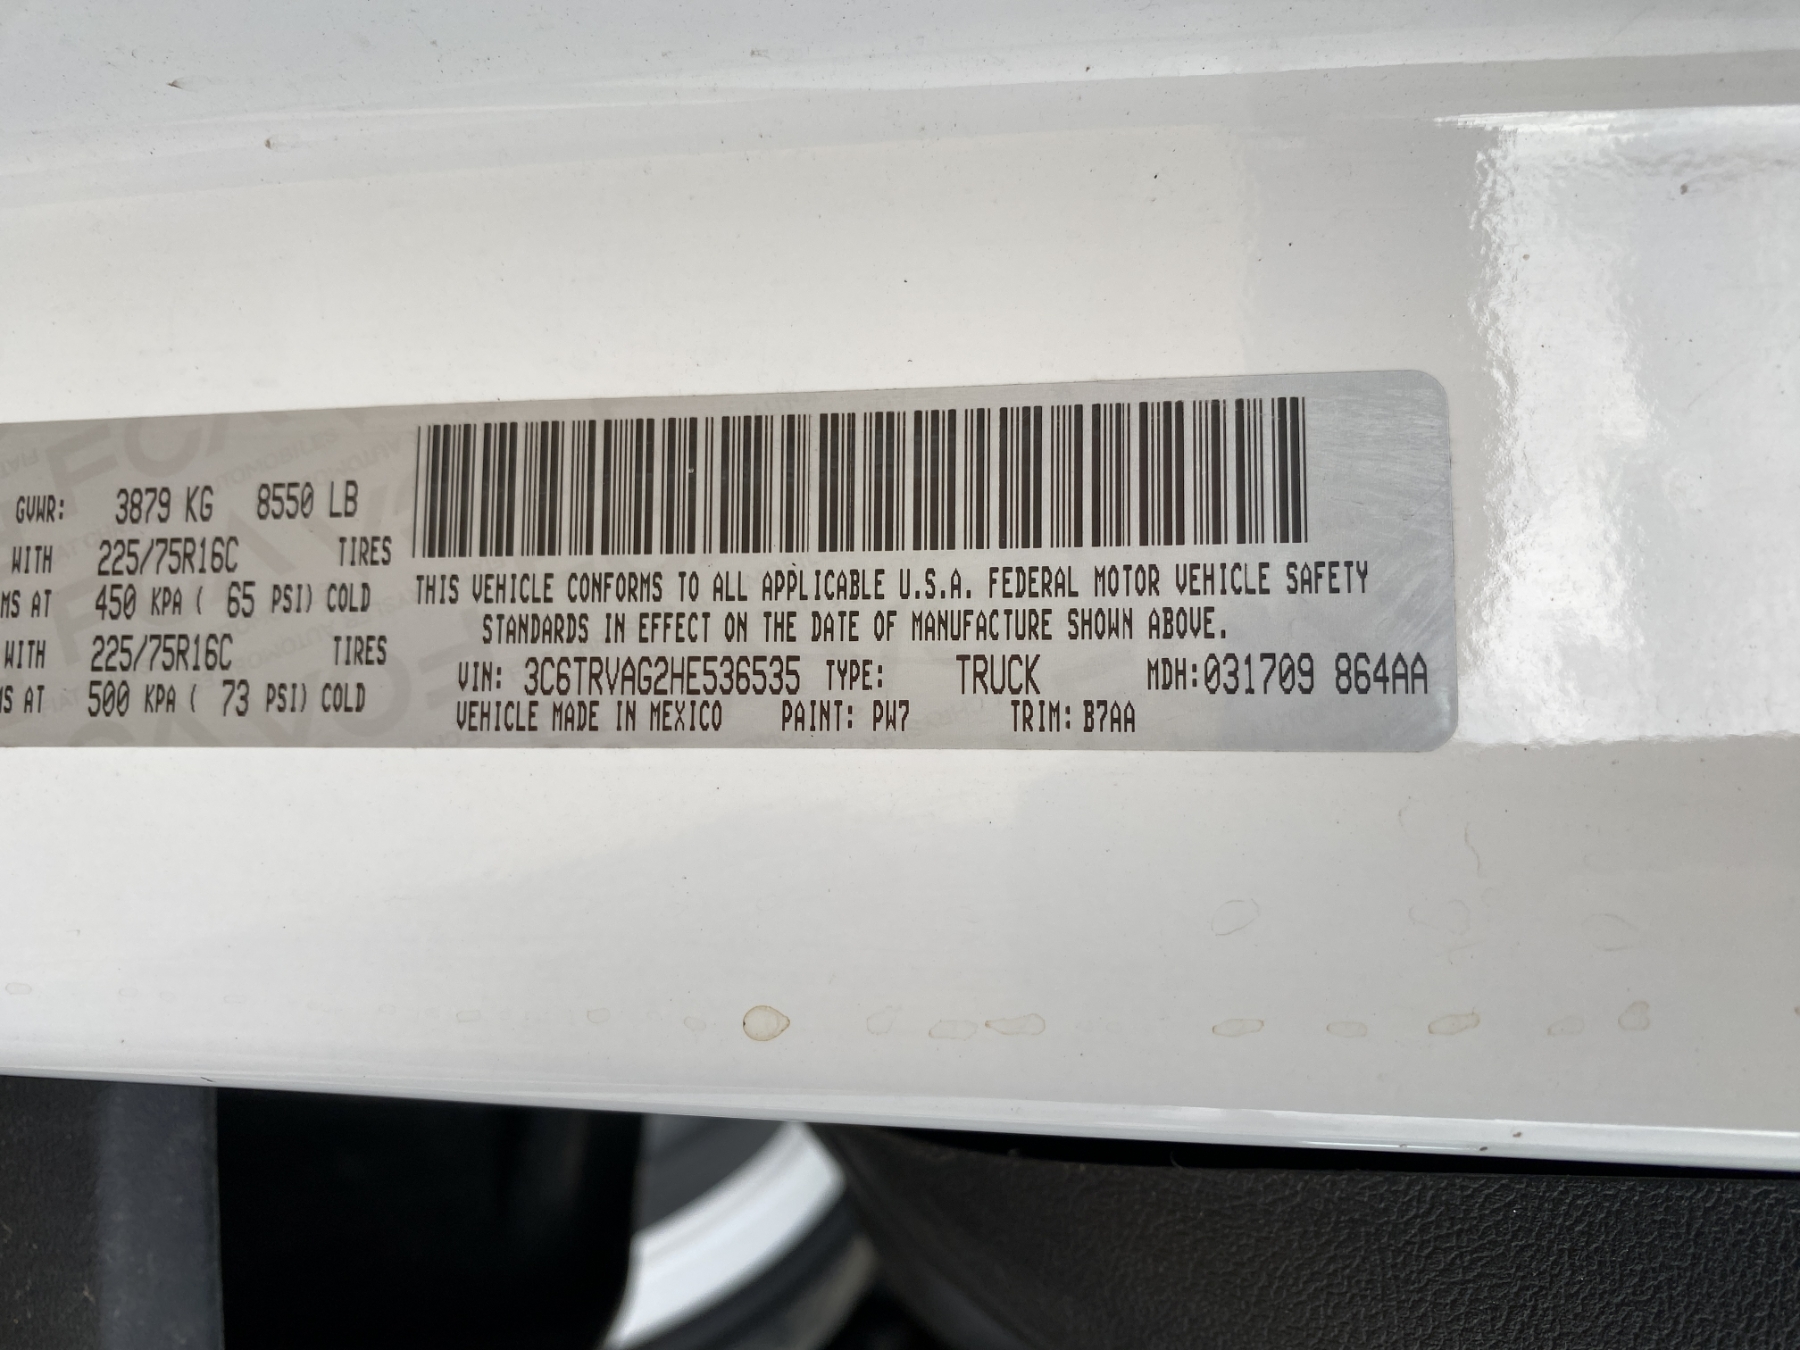 GVWR: 3879 KG 8550 LB
WITH 225/75R16C TIRES
MS AT 450 KPA ( 65 PSI) COLD
WITH 225/75R16C TIRES
MS AT 500 KPA ( 73 PSI) COLD
THIS VEHICLE CONFORMS TO ALL APPLICABLE U.S.A. FEDERAL MOTOR VEHICLE SAFETY
STANDARDS IN EFFECT ON THE DATE OF MANUFACTURE SHOWN ABOVE.
VIN: 3C6TRVAG2HE536535 TYPE: TRUCK MDH:031709 864AA
VEHICLE MADE IN MEXICO PAINT: PW7 TRIM: B7AA